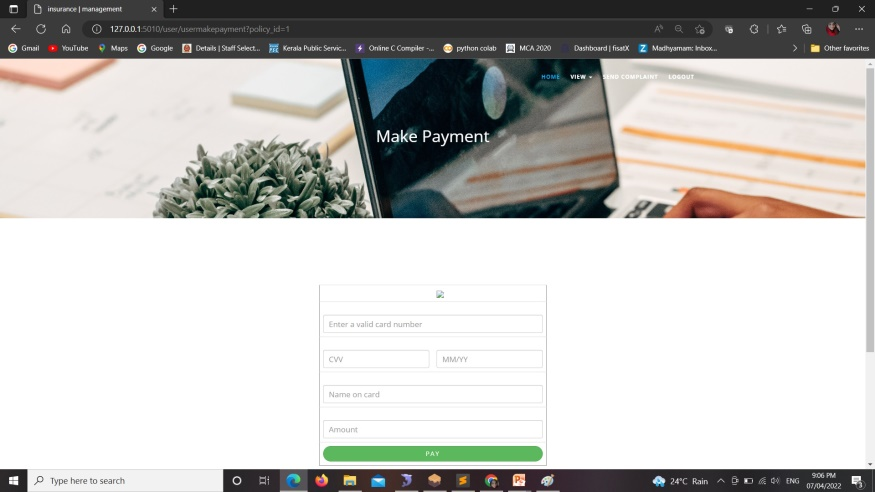 insurance | management
127.0.0.1:5010/user/usermakepayment?policy_id=1
Gmail YouTube Maps Google Details | Staff Select... Kerala Public Servic... Online C Compiler -... python colab MCA 2020 Dashboard | fisatX Madhyamam: Inbox... Other favorites
HOME VIEW SEND COMPLAINT LOGOUT
Make Payment
Enter a valid card number
CVV MM/YY
Name on card
Amount
PAY
Type here to search
24°C Rain ENG 9:06 PM
07/04/2022